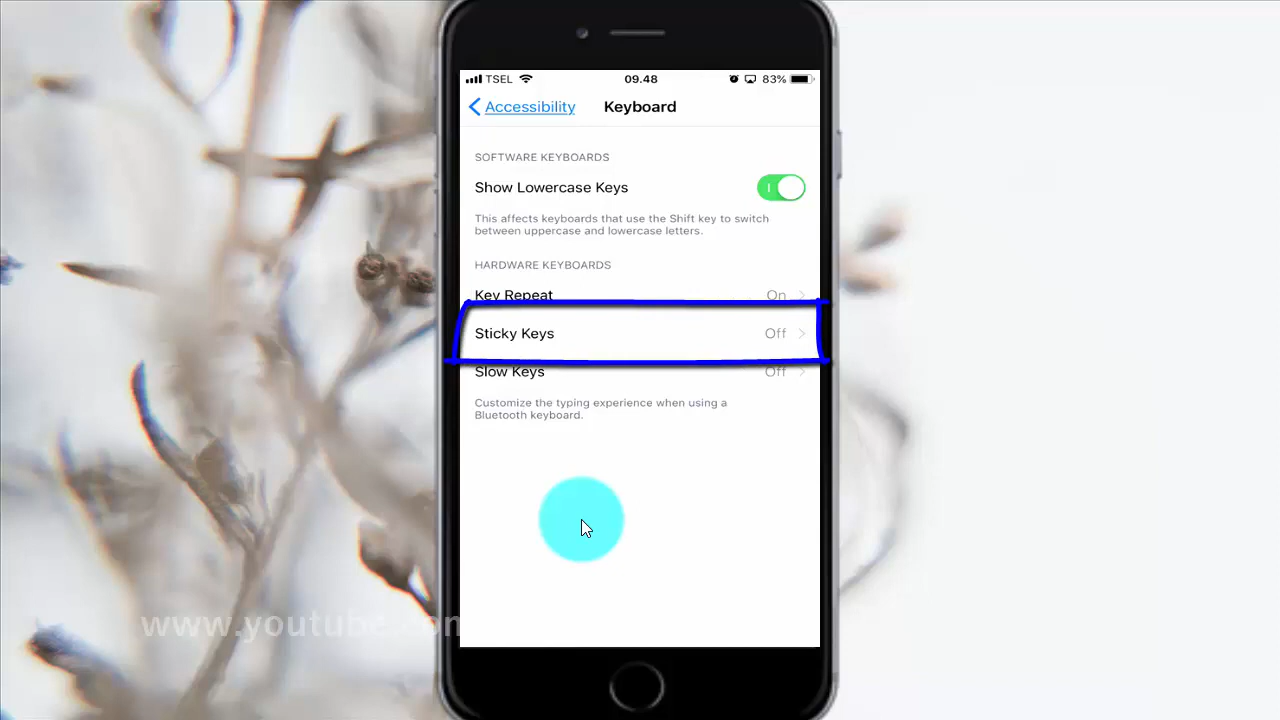 TSEL 09.48 83%
Accessibility Keyboard
SOFTWARE KEYBOARDS
Show Lowercase Keys
This affects keyboards that use the Shift key to switch
between uppercase and lowercase letters.
HARDWARE KEYBOARDS
Key Repeat On
Sticky Keys Off
Slow Keys Off
Customize the typing experience when using a
Bluetooth keyboard.
www.youtube.com